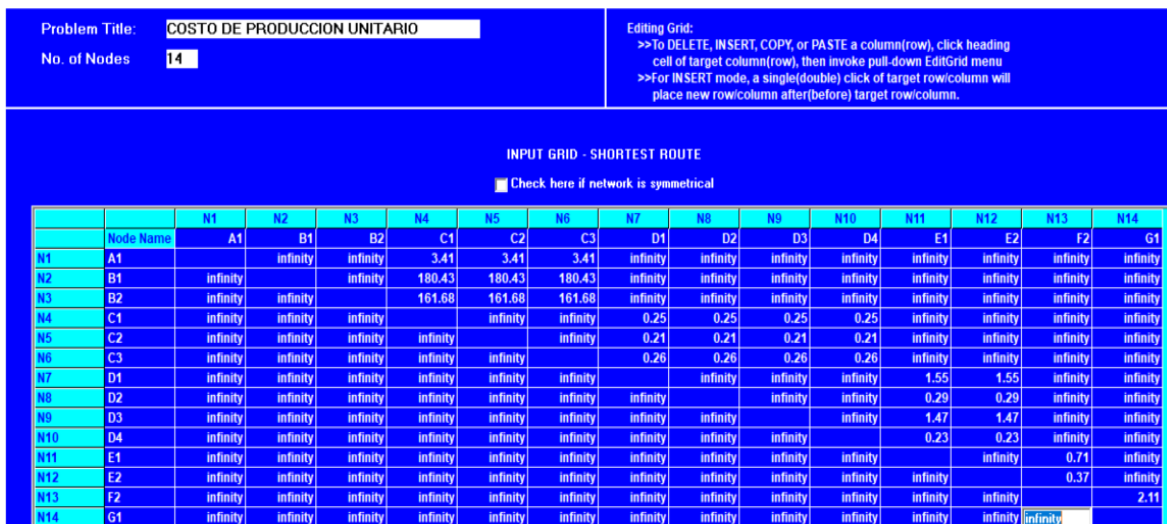 Problem Title: COSTO DE PRODUCCION UNITARIO
No. of Nodes 14
Editing Grid:
>>To DELETE, INSERT, COPY, or PASTE a column(row), click heading
cell of target column(row), then invoke pull-down EditGrid menu
>>For INSERT mode, a single(double) click of target row/column will
place new row/column after(before) target row/column.
INPUT GRID - SHORTEST ROUTE
Check here if network is symmetrical
N1 N2 N3 N4 N5 N6 N7 N8 N9 N10 N11 N12 N13 N14
Node Name A1 B1 B2 C1 C2 C3 D1 D2 D3 D4 E1 E2 F2 G1
N1 A1 infinity infinity 3.41 3.41 3.41 infinity infinity infinity infinity infinity infinity infinity infinity
N2 B1 infinity infinity 180.43 180.43 180.43 infinity infinity infinity infinity infinity infinity infinity infinity
N3 B2 infinity infinity 161.68 161.68 161.68 infinity infinity infinity infinity infinity infinity infinity infinity
N4 C1 infinity infinity infinity infinity infinity 0.25 0.25 0.25 0.25 infinity infinity infinity infinity
N5 C2 infinity infinity infinity infinity infinity 0.21 0.21 0.21 0.21 infinity infinity infinity infinity
N6 C3 infinity infinity infinity infinity infinity 0.26 0.26 0.26 0.26 infinity infinity infinity infinity
N7 D1 infinity infinity infinity infinity infinity infinity infinity infinity infinity 1.55 1.55 infinity infinity
N8 D2 infinity infinity infinity infinity infinity infinity infinity infinity infinity 0.29 0.29 infinity infinity
N9 D3 infinity infinity infinity infinity infinity infinity infinity infinity infinity 1.47 1.47 infinity infinity
N10 D4 infinity infinity infinity infinity infinity infinity infinity infinity infinity 0.23 0.23 infinity infinity
N11 E1 infinity infinity infinity infinity infinity infinity infinity infinity infinity infinity infinity 0.71 infinity
N12 E2 infinity infinity infinity infinity infinity infinity infinity infinity infinity infinity infinity 0.37 infinity
N13 F2 infinity infinity infinity infinity infinity infinity infinity infinity infinity infinity infinity infinity 2.11
N14 G1 infinity infinity infinity infinity infinity infinity infinity infinity infinity infinity infinity infinity infinity